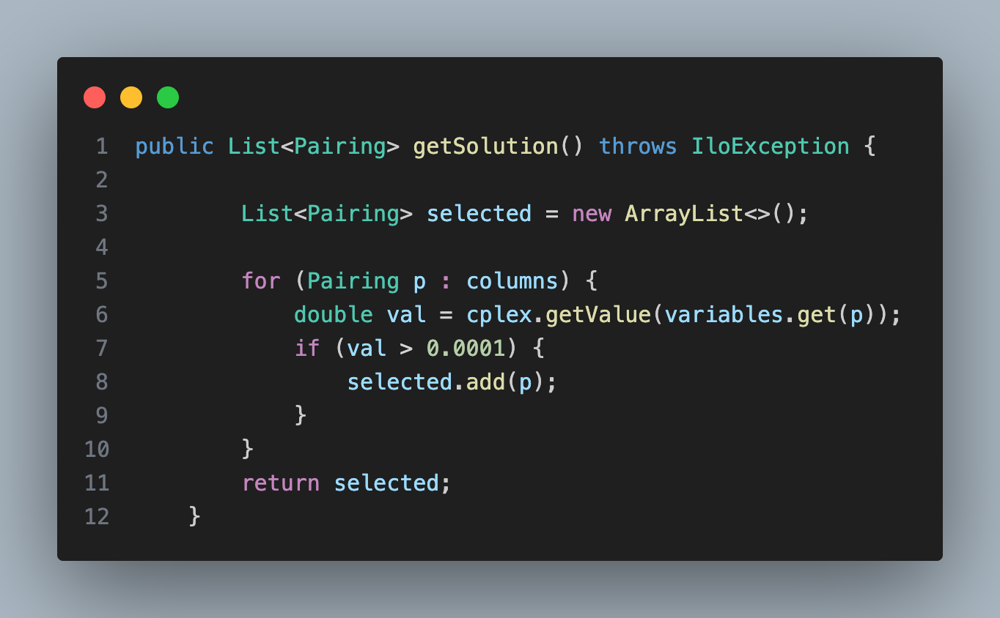 1 public List<Pairing> getSolution() throws IloException {
2
3         List<Pairing> selected = new ArrayList<>();
4
5         for (Pairing p : columns) {
6             double val = cplex.getValue(variables.get(p));
7             if (val > 0.0001) {
8                 selected.add(p);
9             }
10         }
11         return selected;
12     }